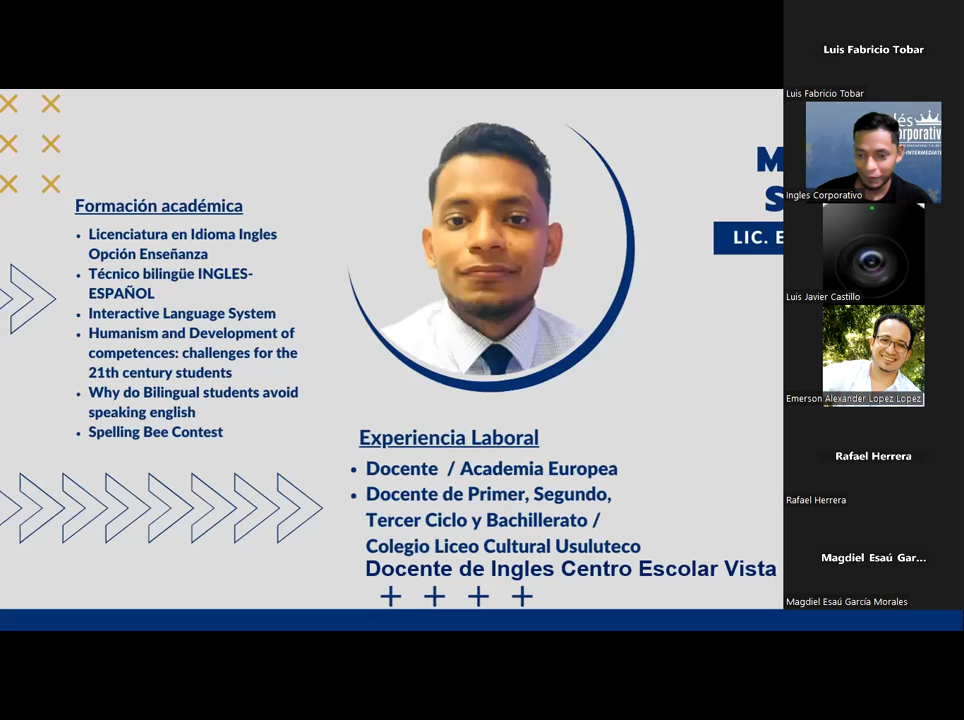 Formación académica
Licenciatura en Idioma Ingles
Opción Enseñanza
Técnico bilingüe INGLES-
ESPAÑOL
Interactive Language System
Humanism and Development of
competences: challenges for the
21th century students
Why do Bilingual students avoid
speaking english
Spelling Bee Contest
Experiencia Laboral
Docente / Academia Europea
Docente de Primer, Segundo,
Tercer Ciclo y Bachillerato /
Colegio Liceo Cultural Usuluteco
Docente de Ingles Centro Escolar Vista
M
S
LIC. E
Luis Fabricio Tobar
Luis Fabricio Tobar
Ingles Corporativo
Luis Javier Castillo
Emerson Alexander Lopez Lopez
Rafael Herrera
Rafael Herrera
Magdiel Esaú Gar...
Magdiel Esaú García Morales